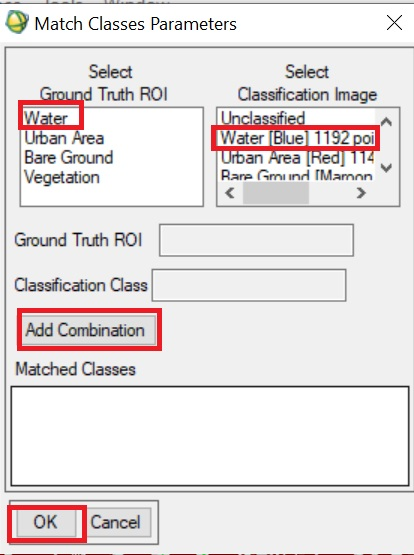 Match Classes Parameters
Select
Ground Truth ROI
Water
Urban Area
Bare Ground
Vegetation
Select
Classification Image
Unclassified
Water [Blue] 1192 poi
Urban Area [Red] 114
Bare Ground [Maroon
Ground Truth ROI
Classification Class
Add Combination
Matched Classes
OK
Cancel